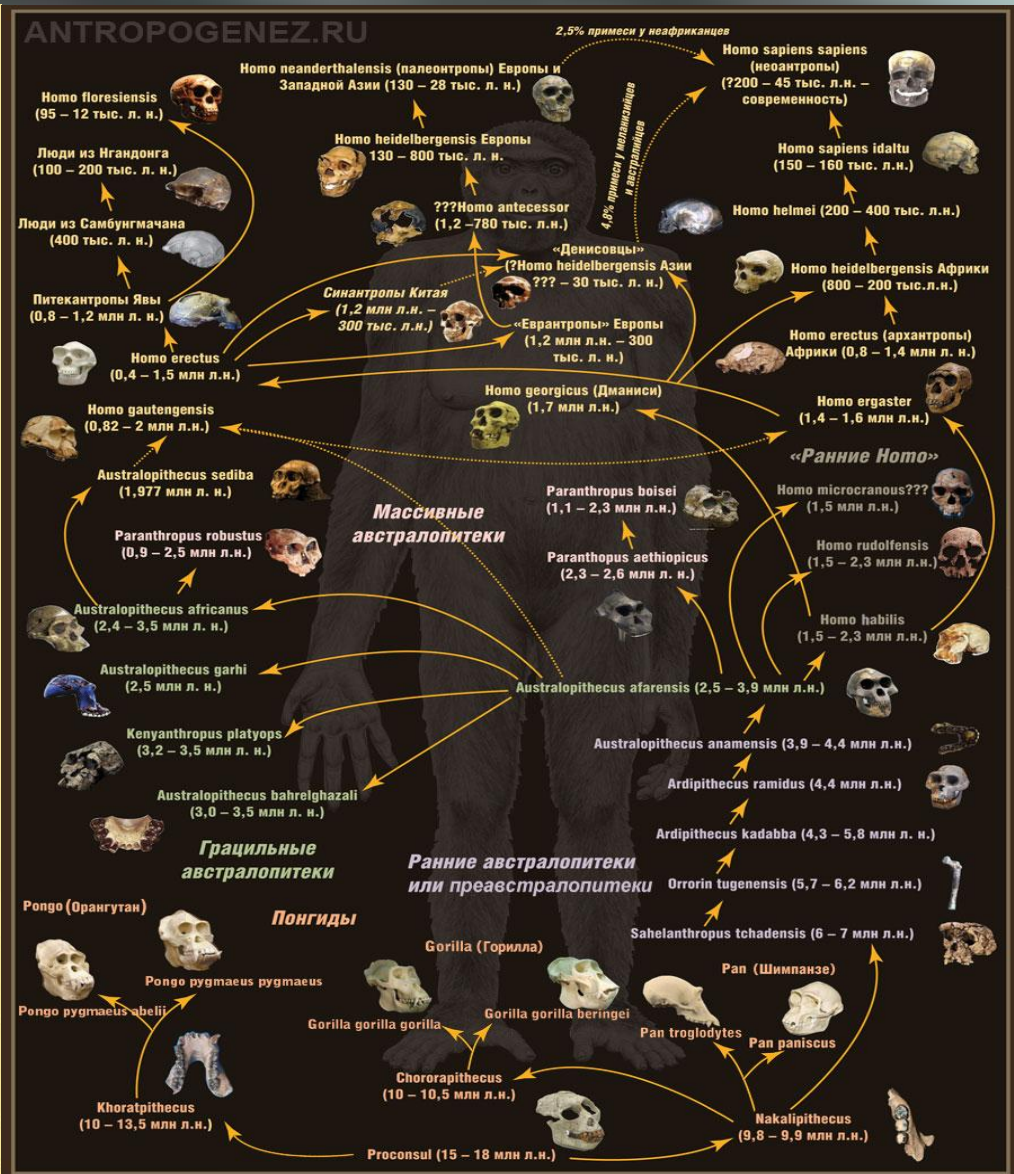 ANTROPOGENEZ.RU
2,5% примеси у неафриканцев
Homo sapiens sapiens
(неоантропы)
(?200 – 45 тыс. л.н. –
современность)
Homo neanderthalensis (палеонтропы) Европы и
Западной Азии (130 – 28 тыс. л. н.)
Homo floresiensis
(95 – 12 тыс. л. н.)
4,8% примеси у меланизийцев
и австралийцев
Homo heidelbergensis Европы
130 – 800 тыс. л. н.
Люди из Нгандонга
(100 – 200 тыс. л. н.)
Homo sapiens idaltu
(150 – 160 тыс. л.н.)
???Homo antecessor
(1,2 –780 тыс. л.н.)
Homo helmei (200 – 400 тыс. л.н.)
Люди из Самбунгмачана
(400 тыс. л. н.)
«Денисовцы»
(?Homo heidelbergensis Азии
??? – 30 тыс. л. н.)
Homo heidelbergensis Африки
(800 – 200 тыс.л.н.)
Питекантропы Явы
(0,8 – 1,2 млн л.н.)
Синантропы Китая
(1,2 млн л.н. –
300 тыс. л.н.)
«Еврантропы» Европы
(1,2 млн л.н. – 300
тыс. л.н.)
Homo erectus (архантропы)
Африки (0,8 – 1,4 млн л.н.)
Homo erectus
(0,4 – 1,5 млн л.н.)
Homo georgicus (Дманиси)
(1,7 млн л.н.)
Homo ergaster
(1,4 – 1,6 млн л.н.)
Homo gautengensis
(0,82 – 2 млн л.н.)
«Ранние Homo»
Australopithecus sediba
(1,977 млн л. н.)
Paranthropus boisei
(1,1 – 2,3 млн л.н.)
Homo microcranous???
(1,5 млн л.н.)
Массивные
австралопитеки
Paranthropus robustus
(0,9 – 2,5 млн л.н.)
Paranthopus aethiopicus
(2,3 – 2,6 млн л. н.)
Homo rudolfensis
(1,5 – 2,3 млн л.н.)
Australopithecus africanus
(2,4 – 3,5 млн л. н.)
Homo habilis
(1,5 – 2,3 млн л.н.)
Australopithecus garhi
(2,5 млн л. н.)
Australopithecus afarensis (2,5 – 3,9 млн л.н.)
Kenyanthropus platyops
(3,2 – 3,5 млн л. н.)
Australopithecus anamensis (3,9 – 4,4 млн л.н.)
Ardipithecus ramidus (4,4 млн л.н.)
Australopithecus bahrelghazali
(3,0 – 3,5 млн л.н.)
Ardipithecus kadabba (4,3 – 5,8 млн л. н.)
Грацильные
австралопитеки
Ранние австралопитеки
или преавстралопитеки
Orrorin tugenensis (5,7 – 6,2 млн л.н.)
Pongo (Орангутан)
Понгиды
Sahelanthropus tchadensis (6 – 7 млн л.н.)
Gorilla (Горилла)
Pan (Шимпанзе)
Pongo pygmaeus pygmaeus
Pongo pygmaeus abelii
Gorilla gorilla gorilla
Gorilla gorilla beringei
Pan troglodytes
Pan paniscus
Chororapithecus
(10 – 10,5 млн л.н.)
Khoratpithecus
(10 – 13,5 млн л.н.)
Nakalipithecus
(9,8 – 9,9 млн л.н.)
Proconsul (15 – 18 млн л.н.)